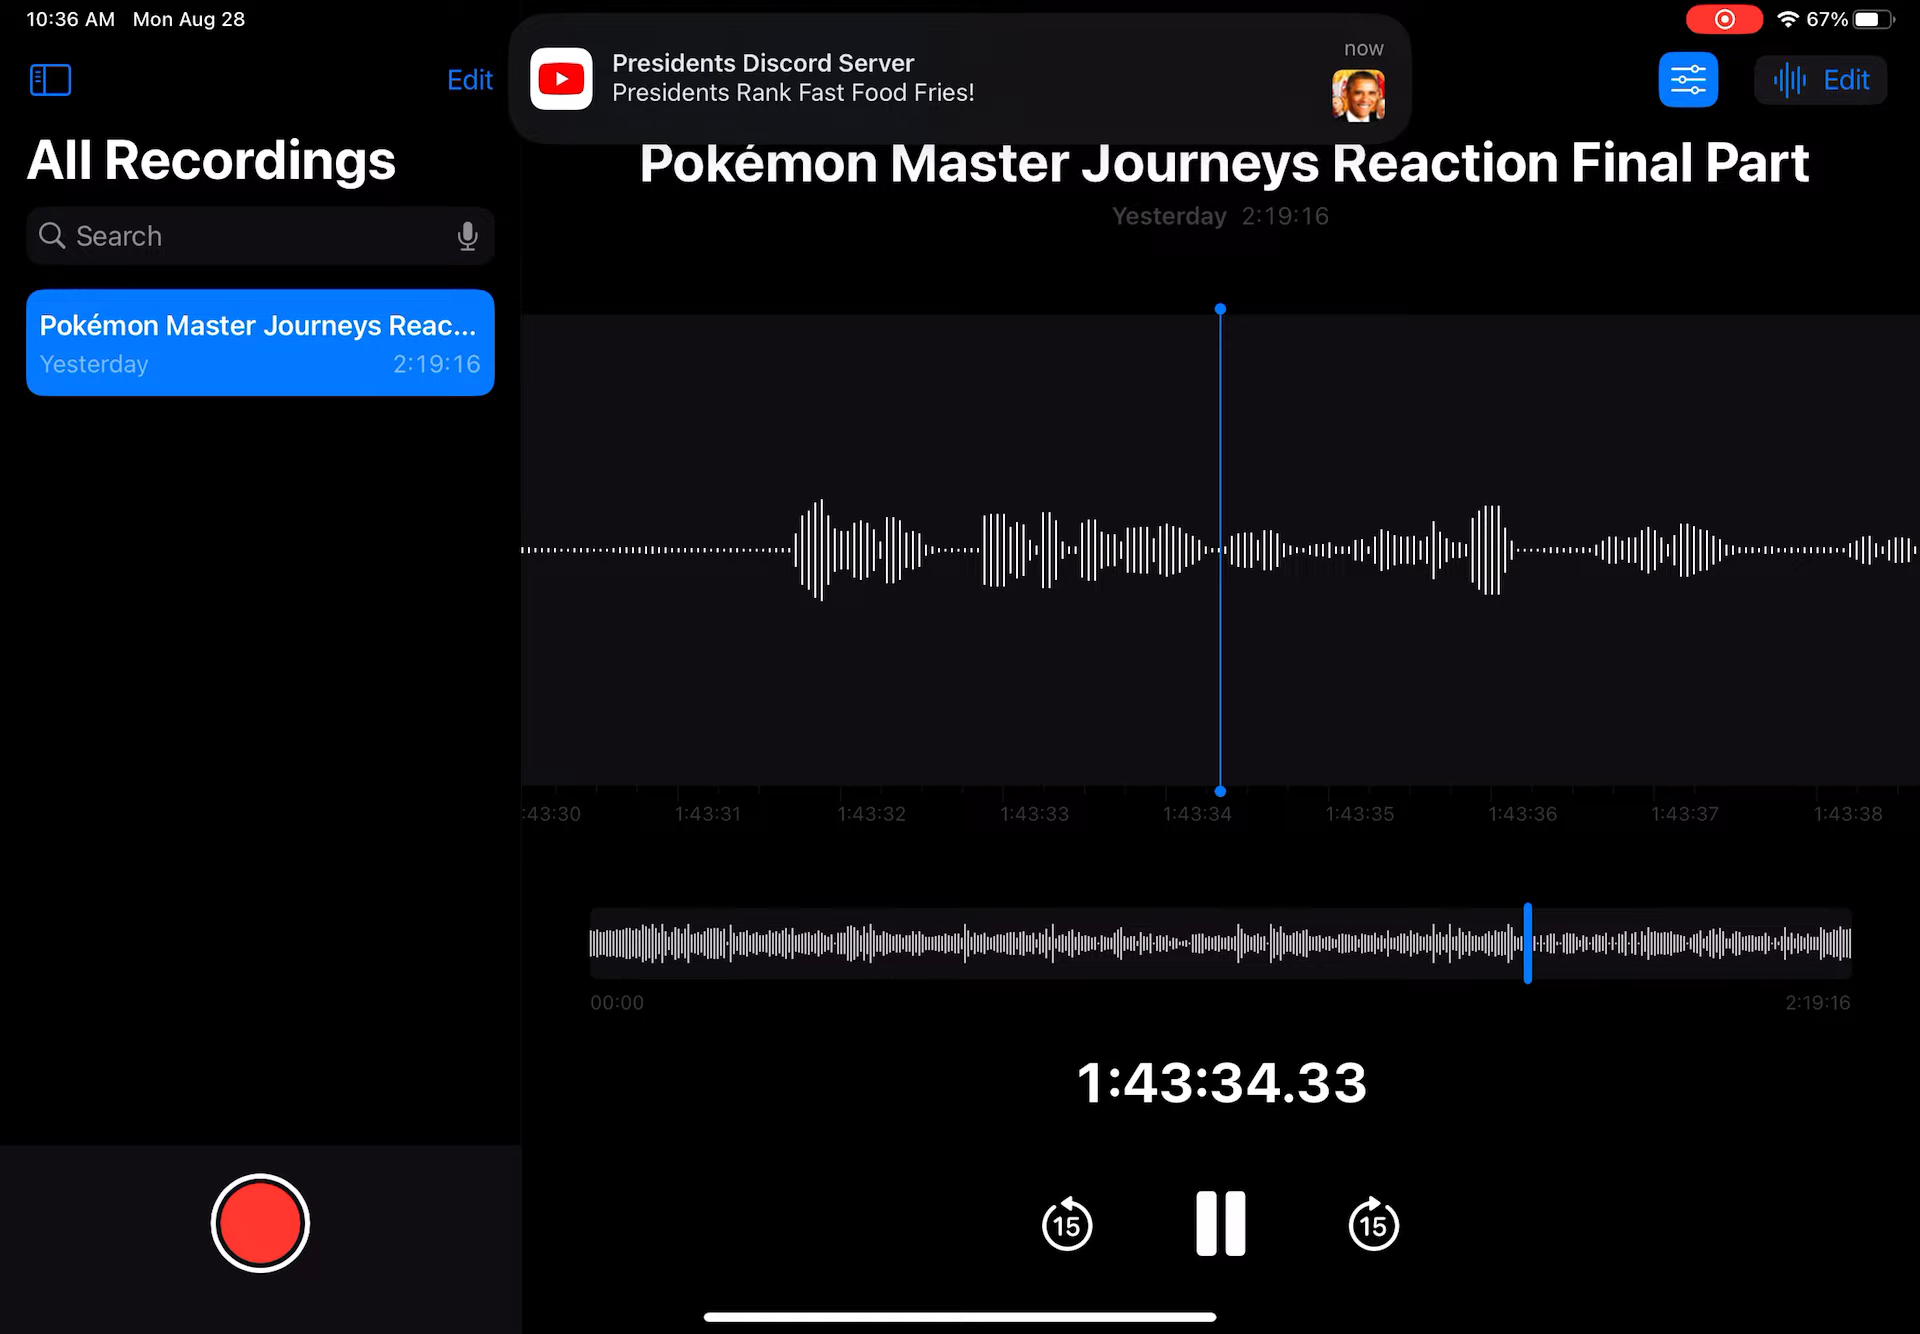 10:36 AM Mon Aug 28
67%
Edit
Presidents Discord Server
Presidents Rank Fast Food Fries!
now
Edit
All Recordings
Search
Pokémon Master Journeys Reac...
Yesterday 2:19:16
Pokémon Master Journeys Reaction Final Part
Yesterday 2:19:16
:43:30 1:43:31 1:43:32 1:43:33 1:43:34 1:43:35 1:43:36 1:43:37 1:43:38
00:00 2:19:16
1:43:34.33
15 15